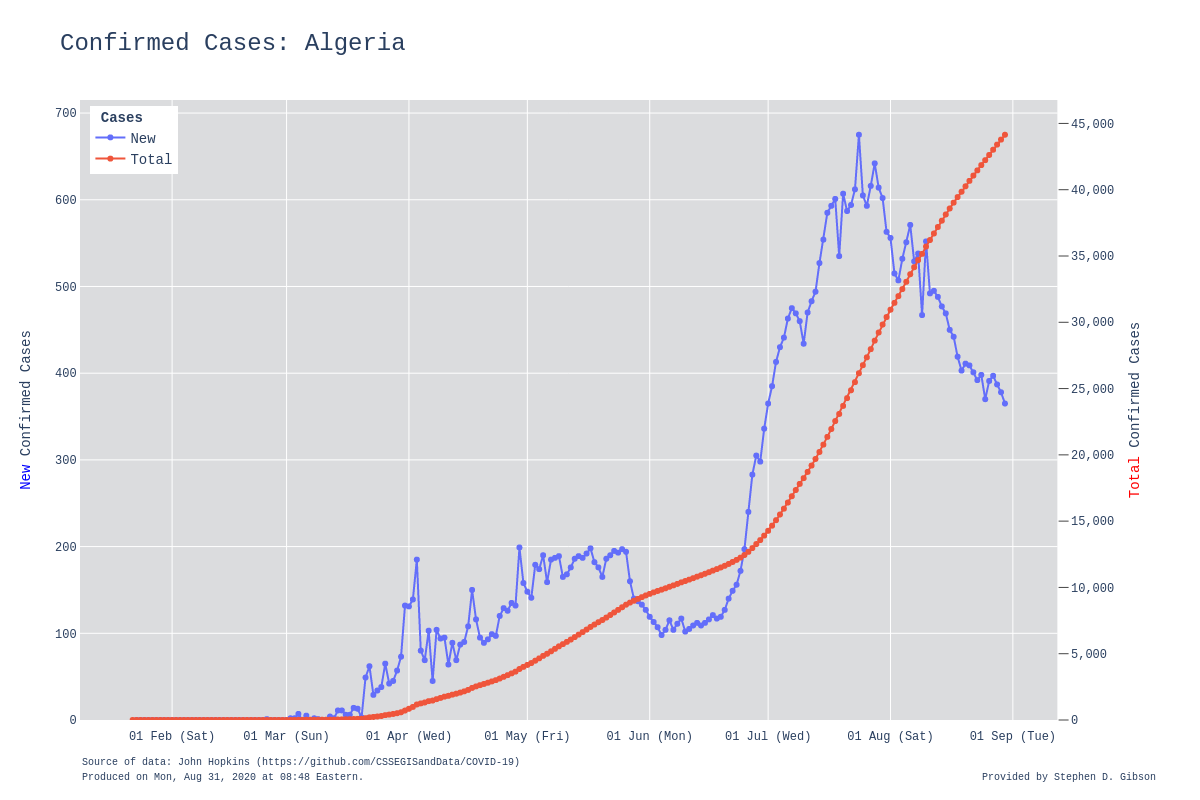 Confirmed Cases: Algeria
Cases
New
Total
700
600
500
400
300
200
100
0
New Confirmed Cases
45,000
40,000
35,000
30,000
25,000
20,000
15,000
10,000
5,000
0
Total Confirmed Cases
01 Feb (Sat) 01 Mar (Sun) 01 Apr (Wed) 01 May (Fri) 01 Jun (Mon) 01 Jul (Wed) 01 Aug (Sat) 01 Sep (Tue)
Source of data: John Hopkins (https://github.com/CSSEGISandData/COVID-19)
Produced on Mon, Aug 31, 2020 at 08:48 Eastern.
Provided by Stephen D. Gibson